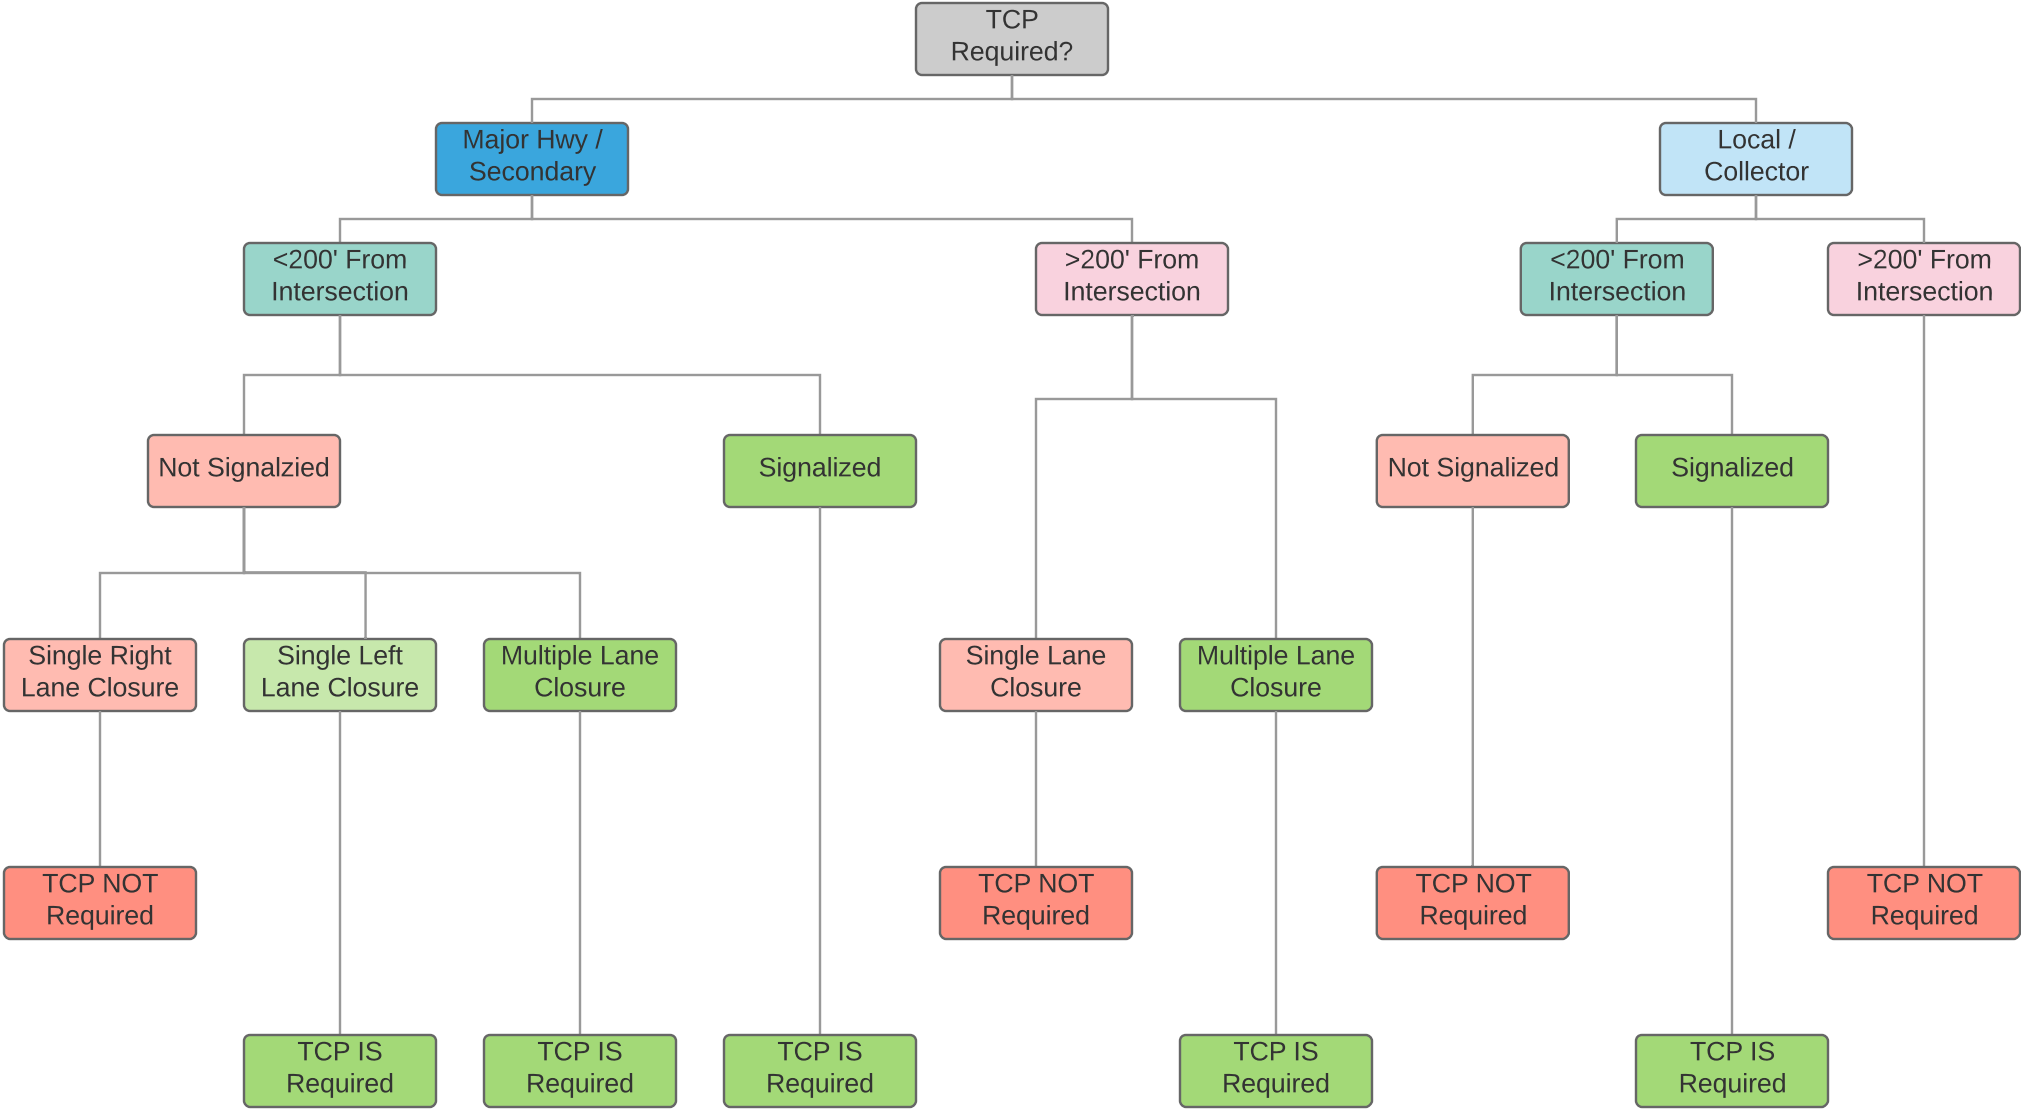 TCP
Required?
Major Hwy /
Secondary
Local /
Collector
<200' From
Intersection
>200' From
Intersection
<200' From
Intersection
>200' From
Intersection
Not Signalzied
Signalized
Not Signalized
Signalized
Single Right
Lane Closure
Single Left
Lane Closure
Multiple Lane
Closure
Single Lane
Closure
Multiple Lane
Closure
TCP NOT
Required
TCP NOT
Required
TCP NOT
Required
TCP NOT
Required
TCP IS
Required
TCP IS
Required
TCP IS
Required
TCP IS
Required
TCP IS
Required